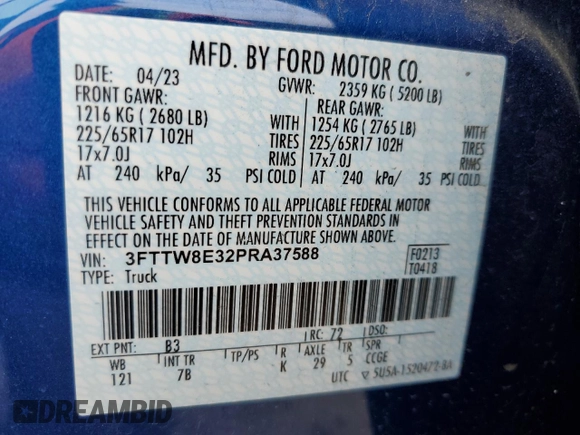 MFD. BY FORD MOTOR CO.
DATE: 04/23 GVWR: 2359 KG ( 5200 LB)
FRONT GAWR: REAR GAWR:
1216 KG ( 2680 LB) WITH 1254 KG ( 2765 LB) WITH
225/65R17 102H TIRES 225/65R17 102H TIRES
17x7.0J RIMS 17x7.0J RIMS
AT 240 kPa/ 35 PSI COLD AT 240 kPa/ 35 PSI COLD
THIS VEHICLE CONFORMS TO ALL APPLICABLE FEDERAL MOTOR
VEHICLE SAFETY AND THEFT PREVENTION STANDARDS IN
EFFECT ON THE DATE OF MANUFACTURE SHOWN ABOVE.
VIN: 3FTTW8E32PRA37588 F0213
TYPE: Truck T0418
EXT PNT: B3 RC: 72 DSO:
WB INT TR TP/PS R AXLE TR SPR
121 7B K 29 5 CCGE
UTC 5U5A-1520472-BA
DREAMBID